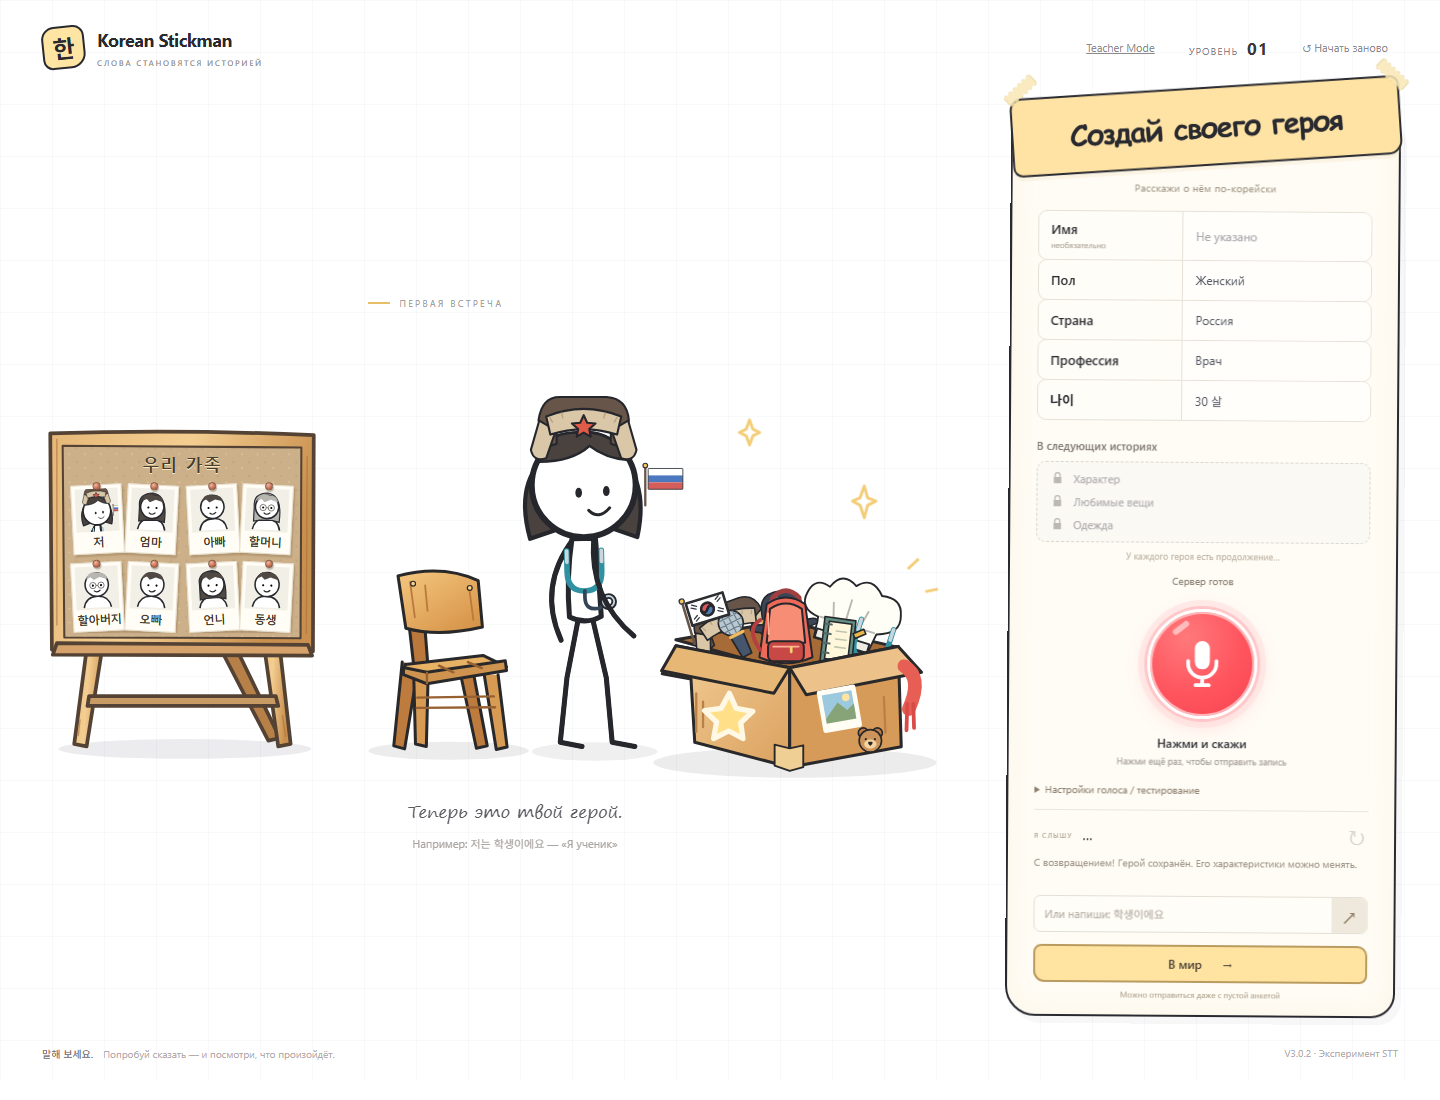 한
Korean Stickman
СЛОВА СТАНОВЯТСЯ ИСТОРИЕЙ
Teacher Mode
УРОВЕНЬ 01
↺ Начать заново
Создай своего героя
Расскажи о нём по-корейски
Имя
необязательно
Не указано
Пол
Женский
Страна
Россия
Профессия
Врач
나이
30 살
В следующих историях
Характер
Любимые вещи
Одежда
У каждого героя есть продолжение...
Сервер готов
Нажми и скажи
Нажми ещё раз, чтобы отправить запись
▶ Настройки голоса / тестирование
Я СЛЫШУ ...
С возвращением! Герой сохранён. Его характеристики можно менять.
Или напиши: 학생이에요
↗
В мир →
Можно отправиться даже с пустой анкетой
ПЕРВАЯ ВСТРЕЧА
우리 가족
저 엄마 아빠 할머니
할아버지 오빠 언니 동생
Теперь это твой герой.
Например: 저는 학생이에요 — «Я ученик»
말해 보세요. Попробуй сказать — и посмотри, что произойдёт.
V3.0.2 · Эксперимент STT